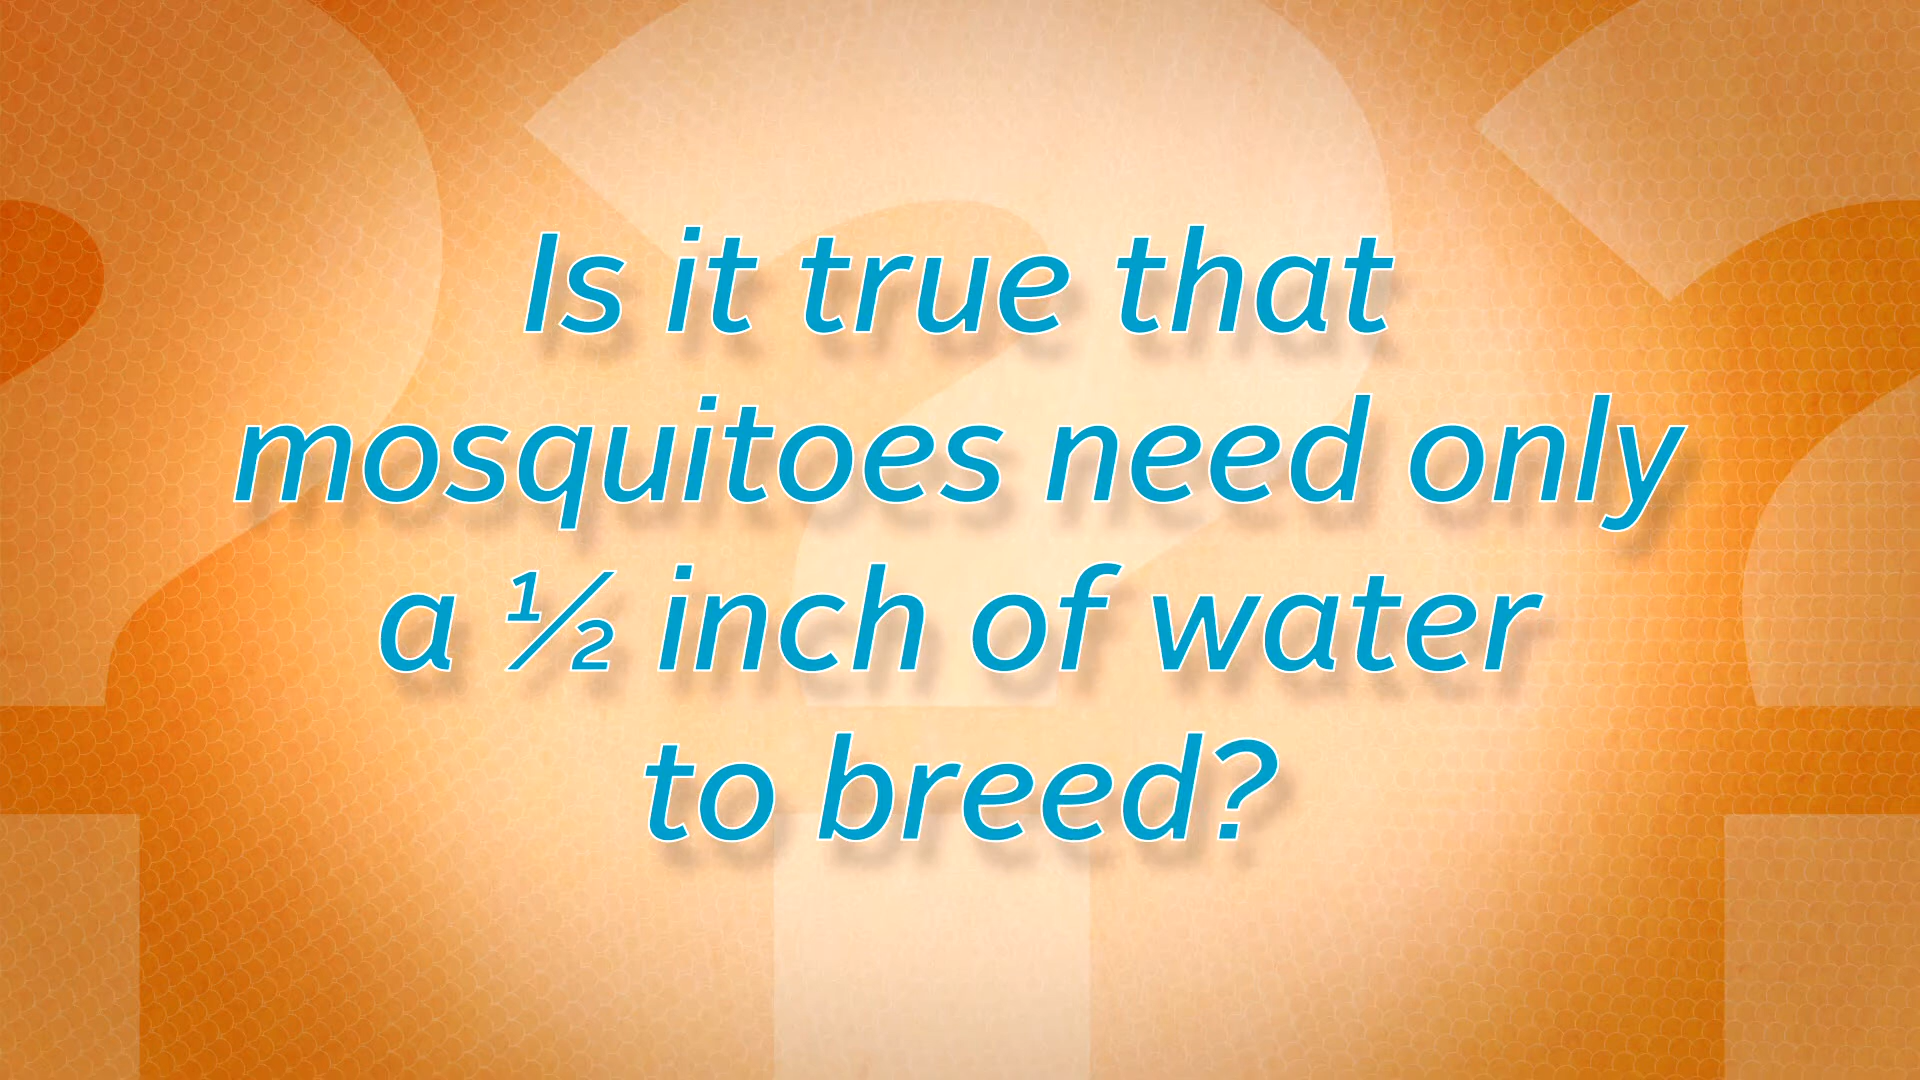 Is it true that
mosquitoes need only
a ½ inch of water
to breed?